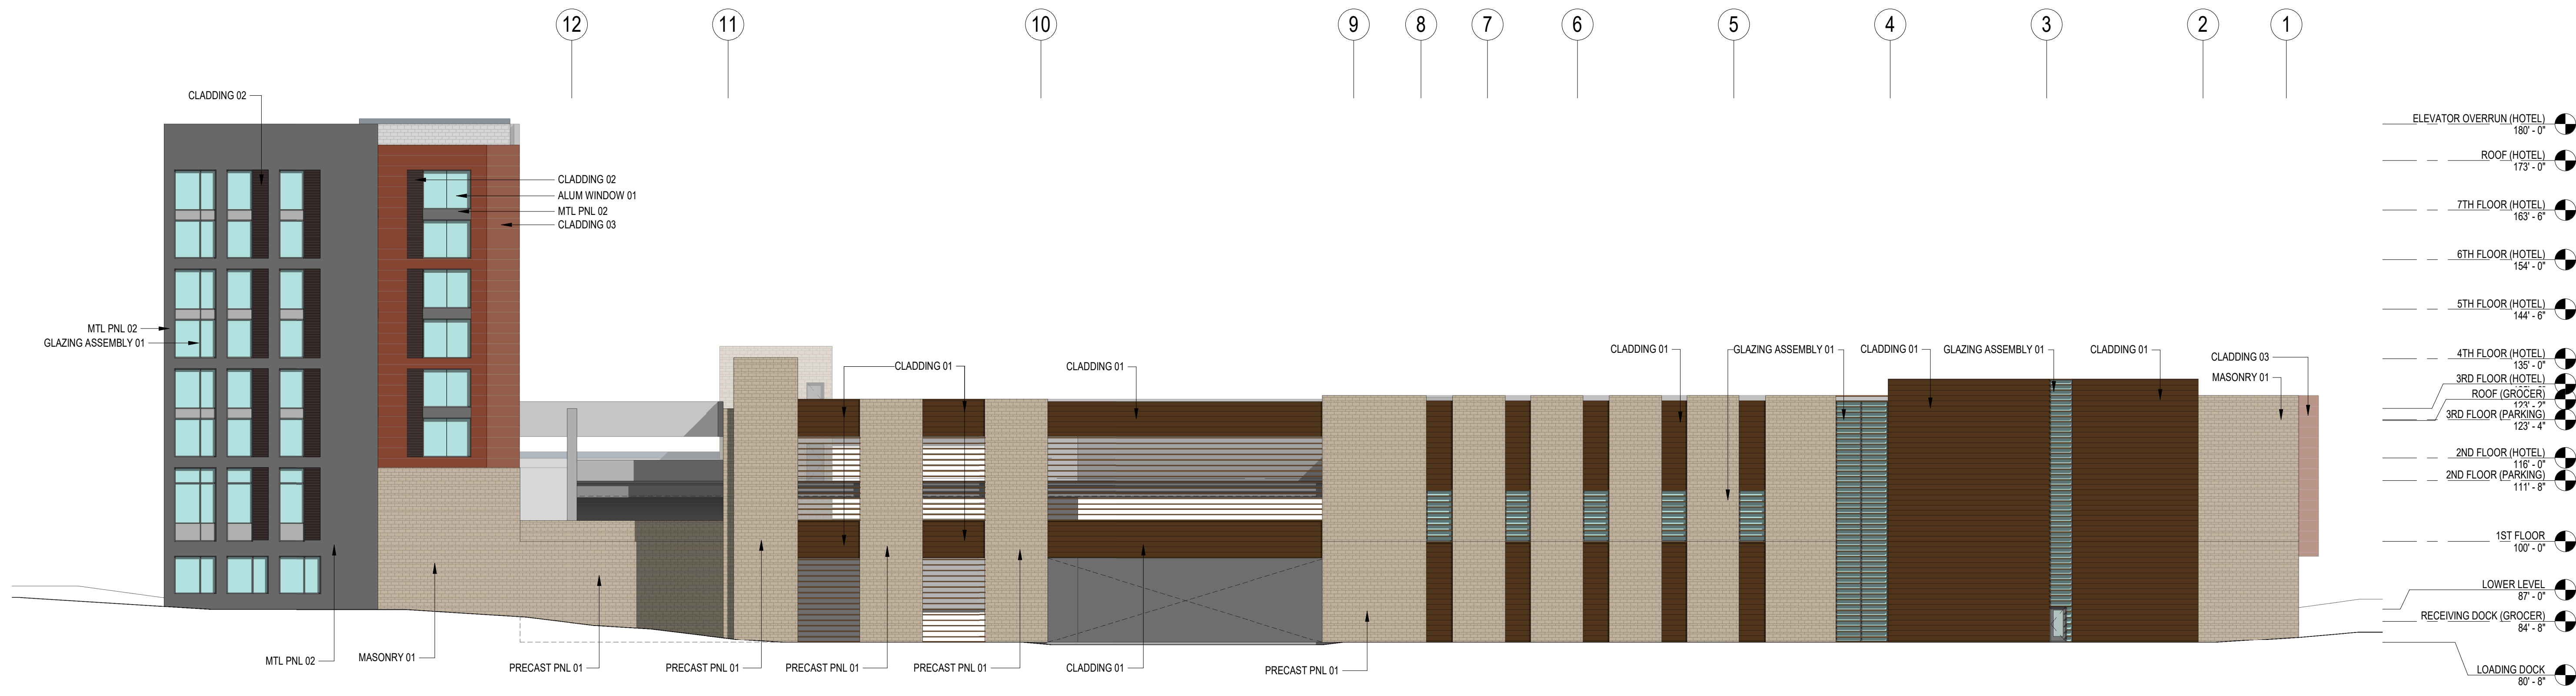 12
11
10
9
8
7
6
5
4
3
2
1
CLADDING 02
CLADDING 02
ALUM WINDOW 01
MTL PNL 02
CLADDING 03
MTL PNL 02
GLAZING ASSEMBLY 01
CLADDING 01
CLADDING 01
CLADDING 01
GLAZING ASSEMBLY 01
CLADDING 01
GLAZING ASSEMBLY 01
CLADDING 01
CLADDING 03
MASONRY 01
MTL PNL 02
MASONRY 01
PRECAST PNL 01
PRECAST PNL 01
PRECAST PNL 01
PRECAST PNL 01
CLADDING 01
PRECAST PNL 01
ELEVATOR OVERRUN (HOTEL)
180' - 0"
ROOF (HOTEL)
173' - 0"
7TH FLOOR (HOTEL)
163' - 6"
6TH FLOOR (HOTEL)
154' - 0"
5TH FLOOR (HOTEL)
144' - 6"
4TH FLOOR (HOTEL)
135' - 0"
3RD FLOOR (HOTEL)
ROOF (GROCER)
123' - 2"
3RD FLOOR (PARKING)
123' - 4"
2ND FLOOR (HOTEL)
116' - 0"
2ND FLOOR (PARKING)
111' - 8"
1ST FLOOR
100' - 0"
LOWER LEVEL
87' - 0"
RECEIVING DOCK (GROCER)
84' - 8"
LOADING DOCK
80' - 8"